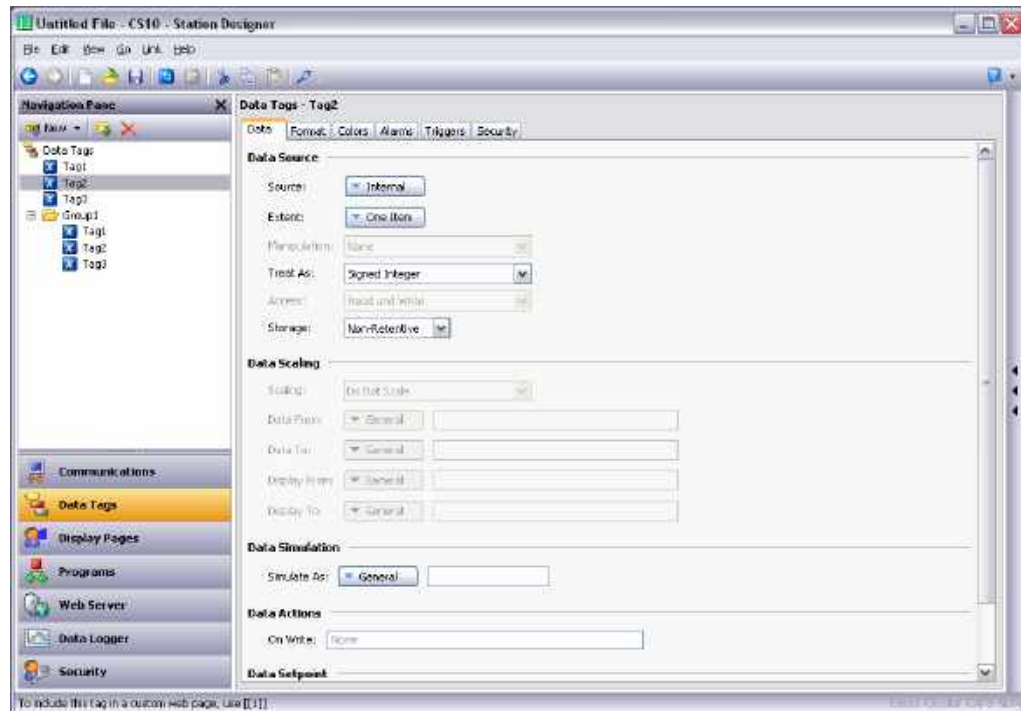 Untitled File - CS10 - Station Designer
File Edit View Go Link Help
Navigation Pane
New
Data Tags
Tag1
Tag2
Tag3
Group1
Tag1
Tag2
Tag3
Communications
Data Tags
Display Pages
Programs
Web Server
Data Logger
Security
Data Tags - Tag2
Data Format Colors Alarms Triggers Security
Data Source
Source: Internal
Extent: One Item
Manipulation: None
Treat As: Signed Integer
Access: Read and Write
Storage: Non-Retentive
Data Scaling
Scaling: Do Not Scale
Data From: General
Data To: General
Display From: General
Display To: General
Data Simulation
Simulate As: General
Data Actions
On Write: None
Data Setpoint
To include this tag in a custom web page, use [[1]]